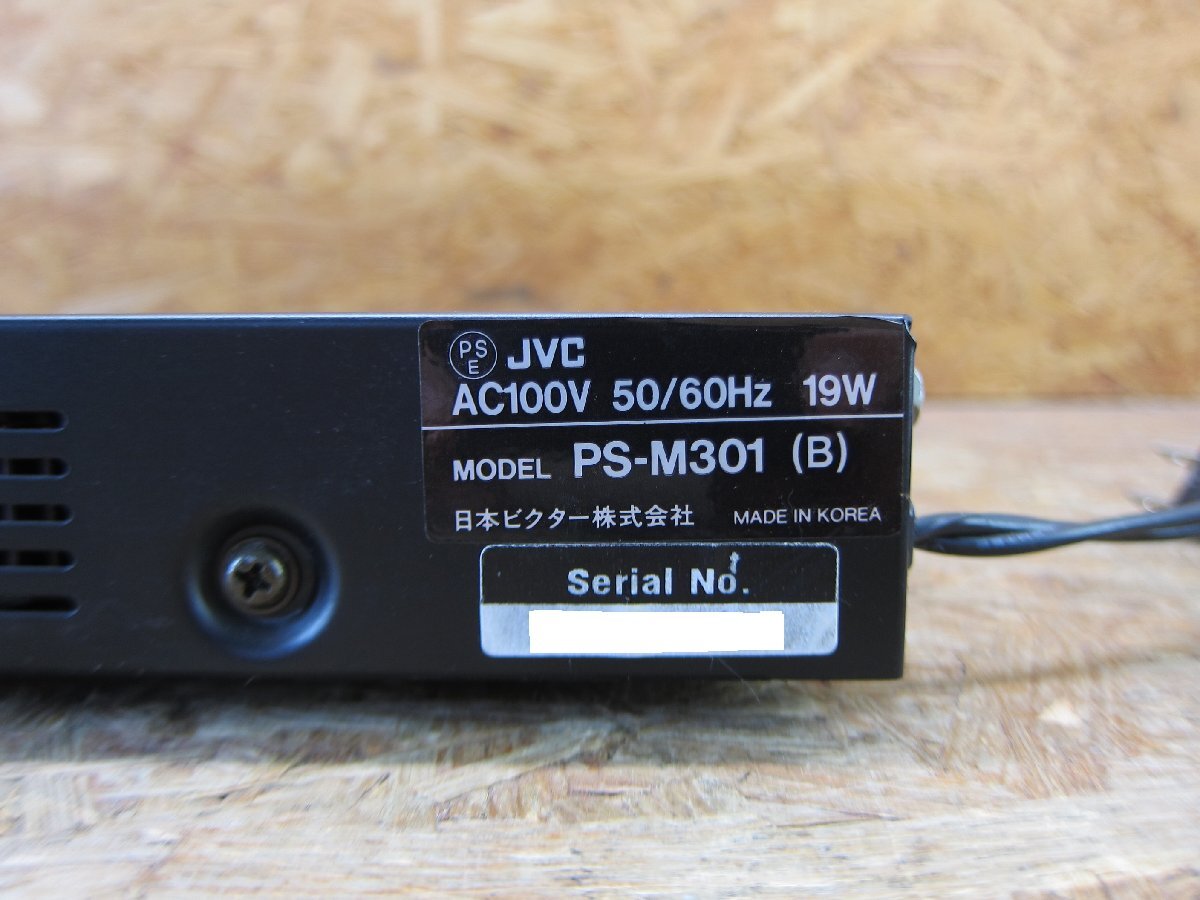 PSE JVC
AC100V 50/60Hz 19W
MODEL PS-M301 (B)
日本ビクター株式会社 MADE IN KOREA
Serial No.